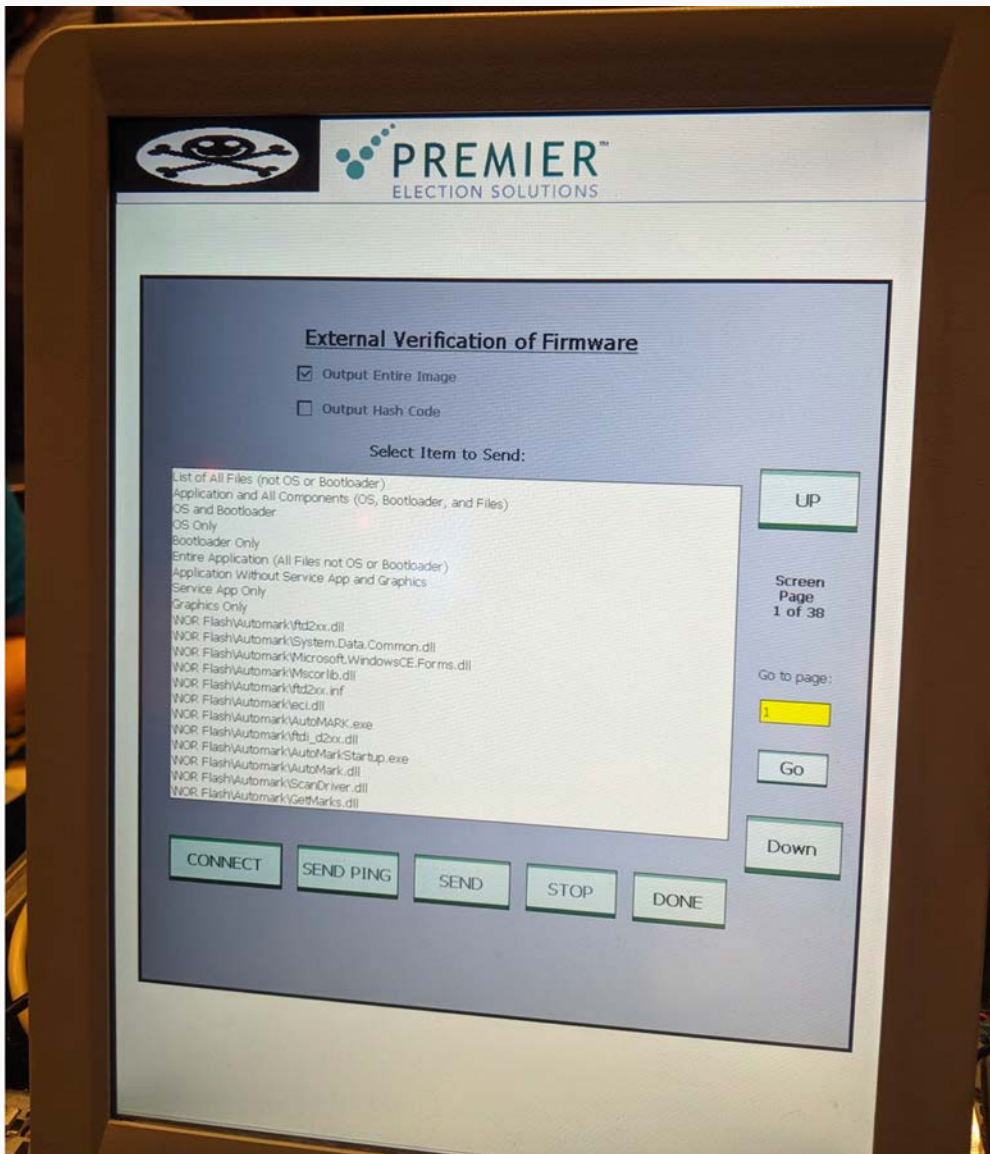 PREMIER™
ELECTION SOLUTIONS
External Verification of Firmware
Output Entire Image
Output Hash Code
Select Item to Send:
List of All Files (not OS or Bootloader)
Application and All Components (OS, Bootloader, and Files)
OS and Bootloader
OS Only
Bootloader Only
Entire Application (All Files not OS or Bootloader)
Application Without Service App and Graphics
Service App Only
Graphics Only
\NOR Flash\Automark\ftd2xx.dll
\NOR Flash\Automark\System.Data.Common.dll
\NOR Flash\Automark\Microsoft.WindowsCE.Forms.dll
\NOR Flash\Automark\Mscorlib.dll
\NOR Flash\Automark\ftd2xx.inf
\NOR Flash\Automark\eci.dll
\NOR Flash\Automark\AutoMARK.exe
\NOR Flash\Automark\ftdi_d2xx.dll
\NOR Flash\Automark\AutoMarkStartup.exe
\NOR Flash\Automark\AutoMark.dll
\NOR Flash\Automark\ScanDriver.dll
\NOR Flash\Automark\GetMarks.dll
UP
Screen
Page
1 of 38
Go to page:
1
Go
Down
CONNECT
SEND PING
SEND
STOP
DONE